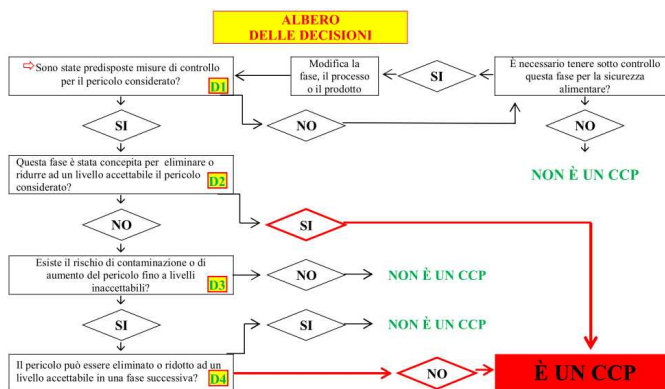 ALBERO
DELLE DECISIONI
⇨Sono state predisposte misure di controllo
per il pericolo considerato?
D1
Modifica la
fase, il processo
o il prodotto
SI
È necessario tenere sotto controllo
questa fase per la sicurezza
alimentare?
SI
NO
NO
NON È UN CCP
Questa fase è stata concepita per eliminare o
ridurre ad un livello accettabile il pericolo
considerato?
D2
NO
SI
Esiste il rischio di contaminazione o di
aumento del pericolo fino a livelli
inaccettabili?
D3
NO
NON È UN CCP
SI
SI
NON È UN CCP
Il pericolo può essere eliminato o ridotto ad un
livello accettabile in una fase successiva?
D4
NO
È UN CCP